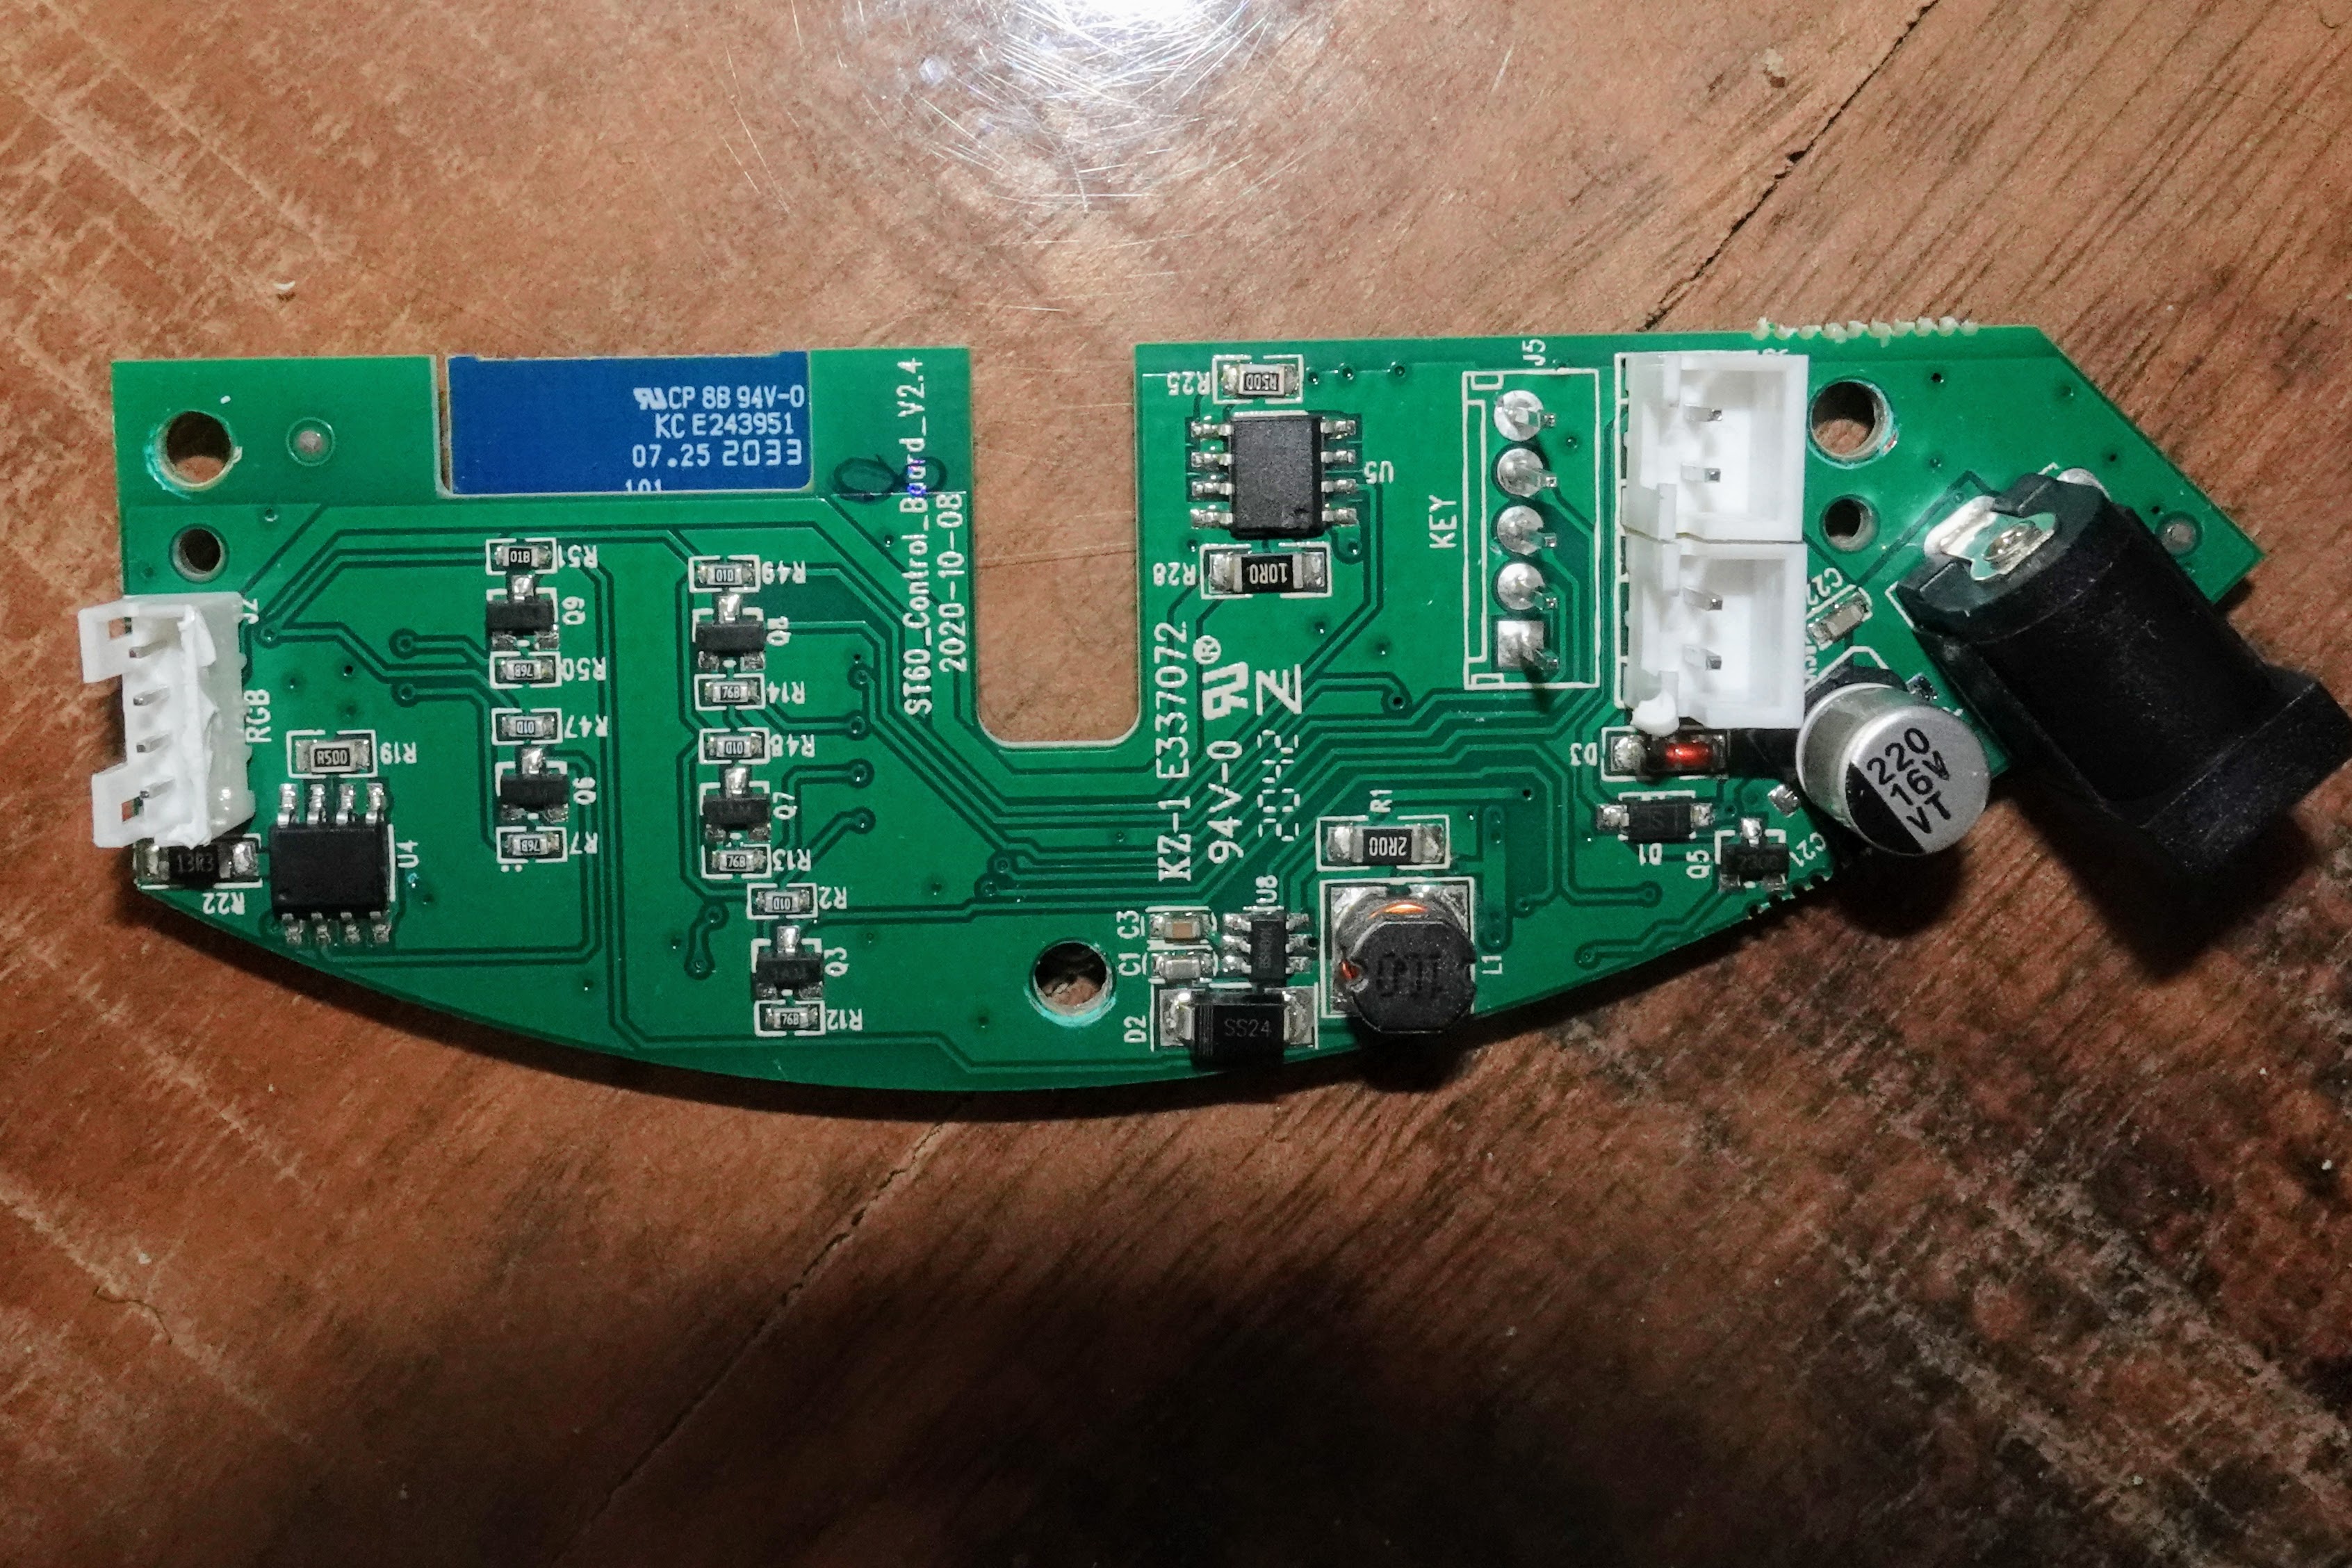 CP 8B 94V-0
KC E243951
07.25 2033
101
ST60_Control_Board_V2.4
2020-10-08
R25
R500
U5
R28
10R0
J5
KEY
KZ-1 E337072
94V-0
2042 Z
J2
RGB
R19
R500
U4
13R3
R22
01B
R51
Q9
R50
76B
R47
01D
Q6
R7
76B
01D
R49
Q8
R14
76B
R48
01D
Q7
R13
76B
R2
01D
Q3
R12
76B
R1
2R00
C3
C1
U8
L1
D2
SS24
D3
D1
Q5
C21
C22
220
16V
VT